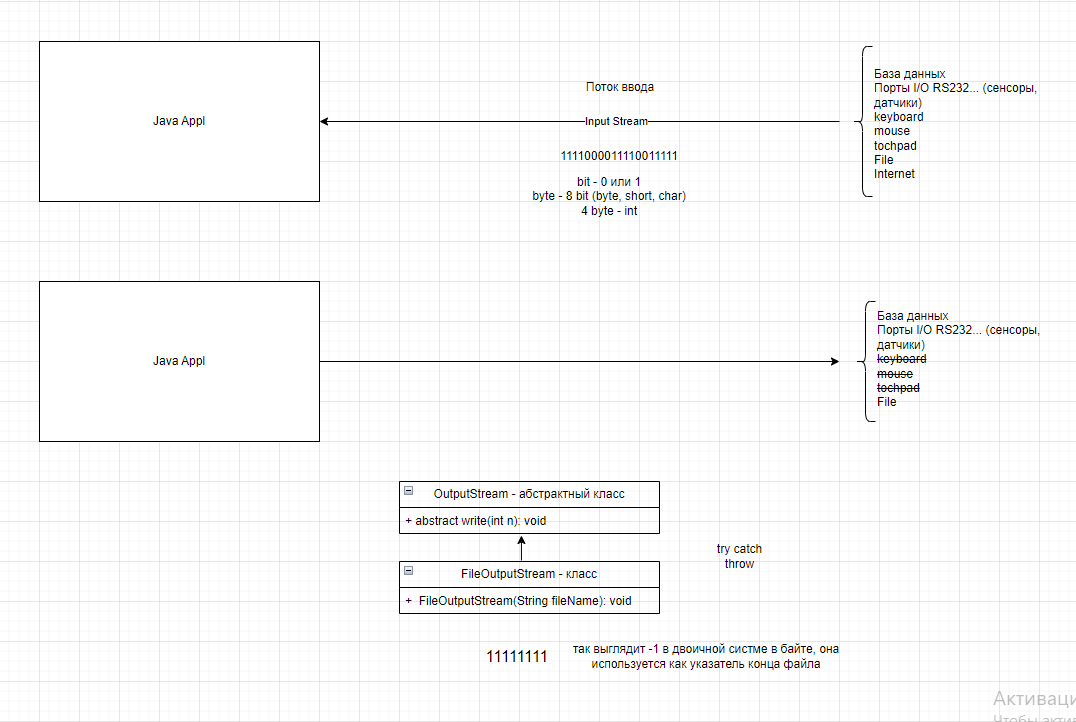 Java Appl
Поток ввода
Input Stream
1111000011110011111
bit - 0 или 1
byte - 8 bit (byte, short, char)
4 byte - int
База данных
Порты I/O RS232... (сенсоры,
датчики)
keyboard
mouse
tochpad
File
Internet
Java Appl
База данных
Порты I/O RS232... (сенсоры,
датчики)
keyboard
mouse
tochpad
File
OutputStream - абстрактный класс
+ abstract write(int n): void
FileOutputStream - класс
+ FileOutputStream(String fileName): void
try catch
throw
11111111
так выглядит -1 в двоичной систме в байте, она
используется как указатель конца файла